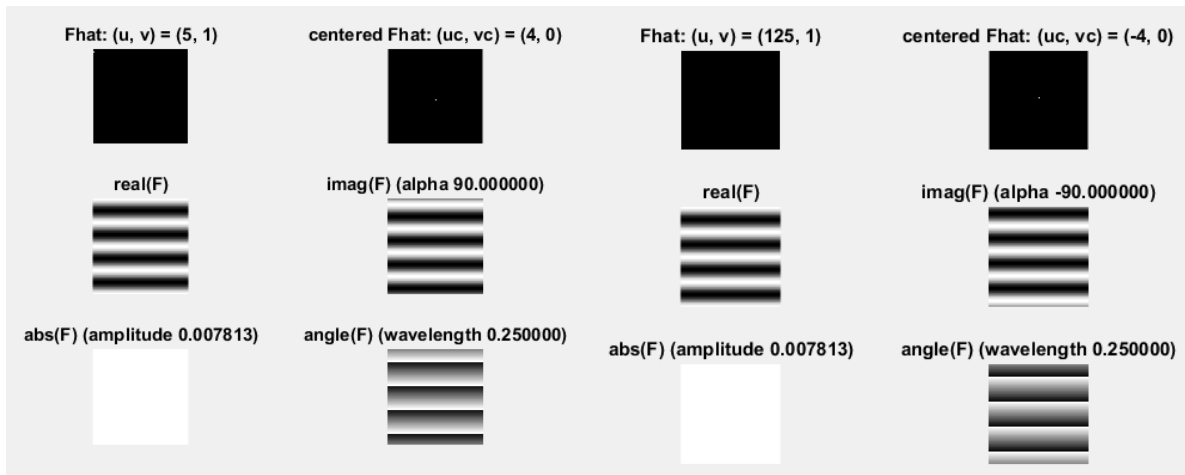 Fhat: (u, v) = (5, 1)
centered Fhat: (uc, vc) = (4, 0)
real(F)
imag(F) (alpha 90.000000)
abs(F) (amplitude 0.007813)
angle(F) (wavelength 0.250000)
Fhat: (u, v) = (125, 1)
centered Fhat: (uc, vc) = (-4, 0)
real(F)
imag(F) (alpha -90.000000)
abs(F) (amplitude 0.007813)
angle(F) (wavelength 0.250000)